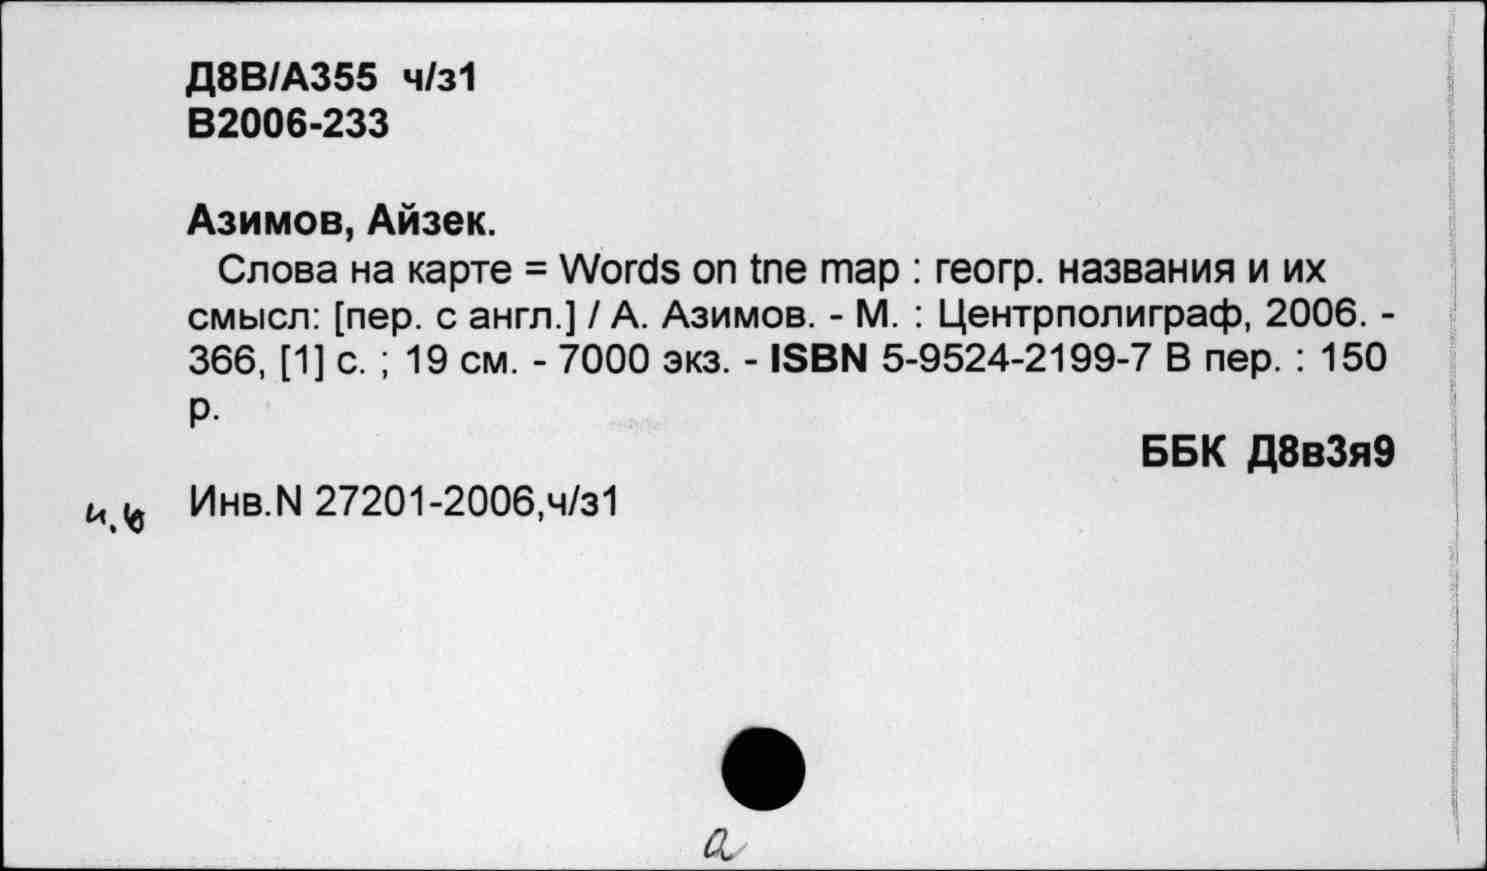 Д8В/А355 ч/з1
В2006-233
Азимов, Айзек.
Слова на карте = Words on tne map : геогр. названия и их
смысл: [пер. с англ.] / А. Азимов. - М. : Центрполиграф, 2006. -
366, [1] с. ; 19 см. - 7000 экз. - ISBN 5-9524-2199-7 В пер. : 150
р.
ББК Д8в3я9
Инв.N 27201-2006,ч/з1
а